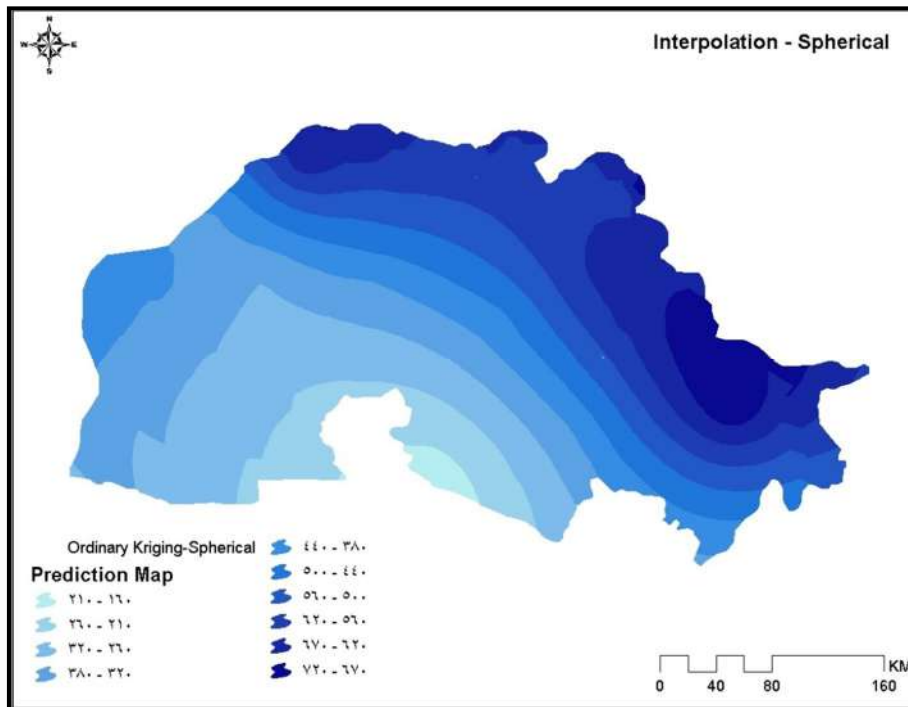 N
W E
S
Interpolation - Spherical
Ordinary Kriging-Spherical
Prediction Map
٢١٠ - ١٦٠
٢٦٠ - ٢١٠
٣٢٠ - ٢٦٠
٣٨٠ - ٣٢٠
٤٤٠ - ٣٨٠
٥٠٠ - ٤٤٠
٥٦٠ - ٥٠٠
٦٢٠ - ٥٦٠
٦٧٠ - ٦٢٠
٧٢٠ - ٦٧٠
KM
0 40 80 160